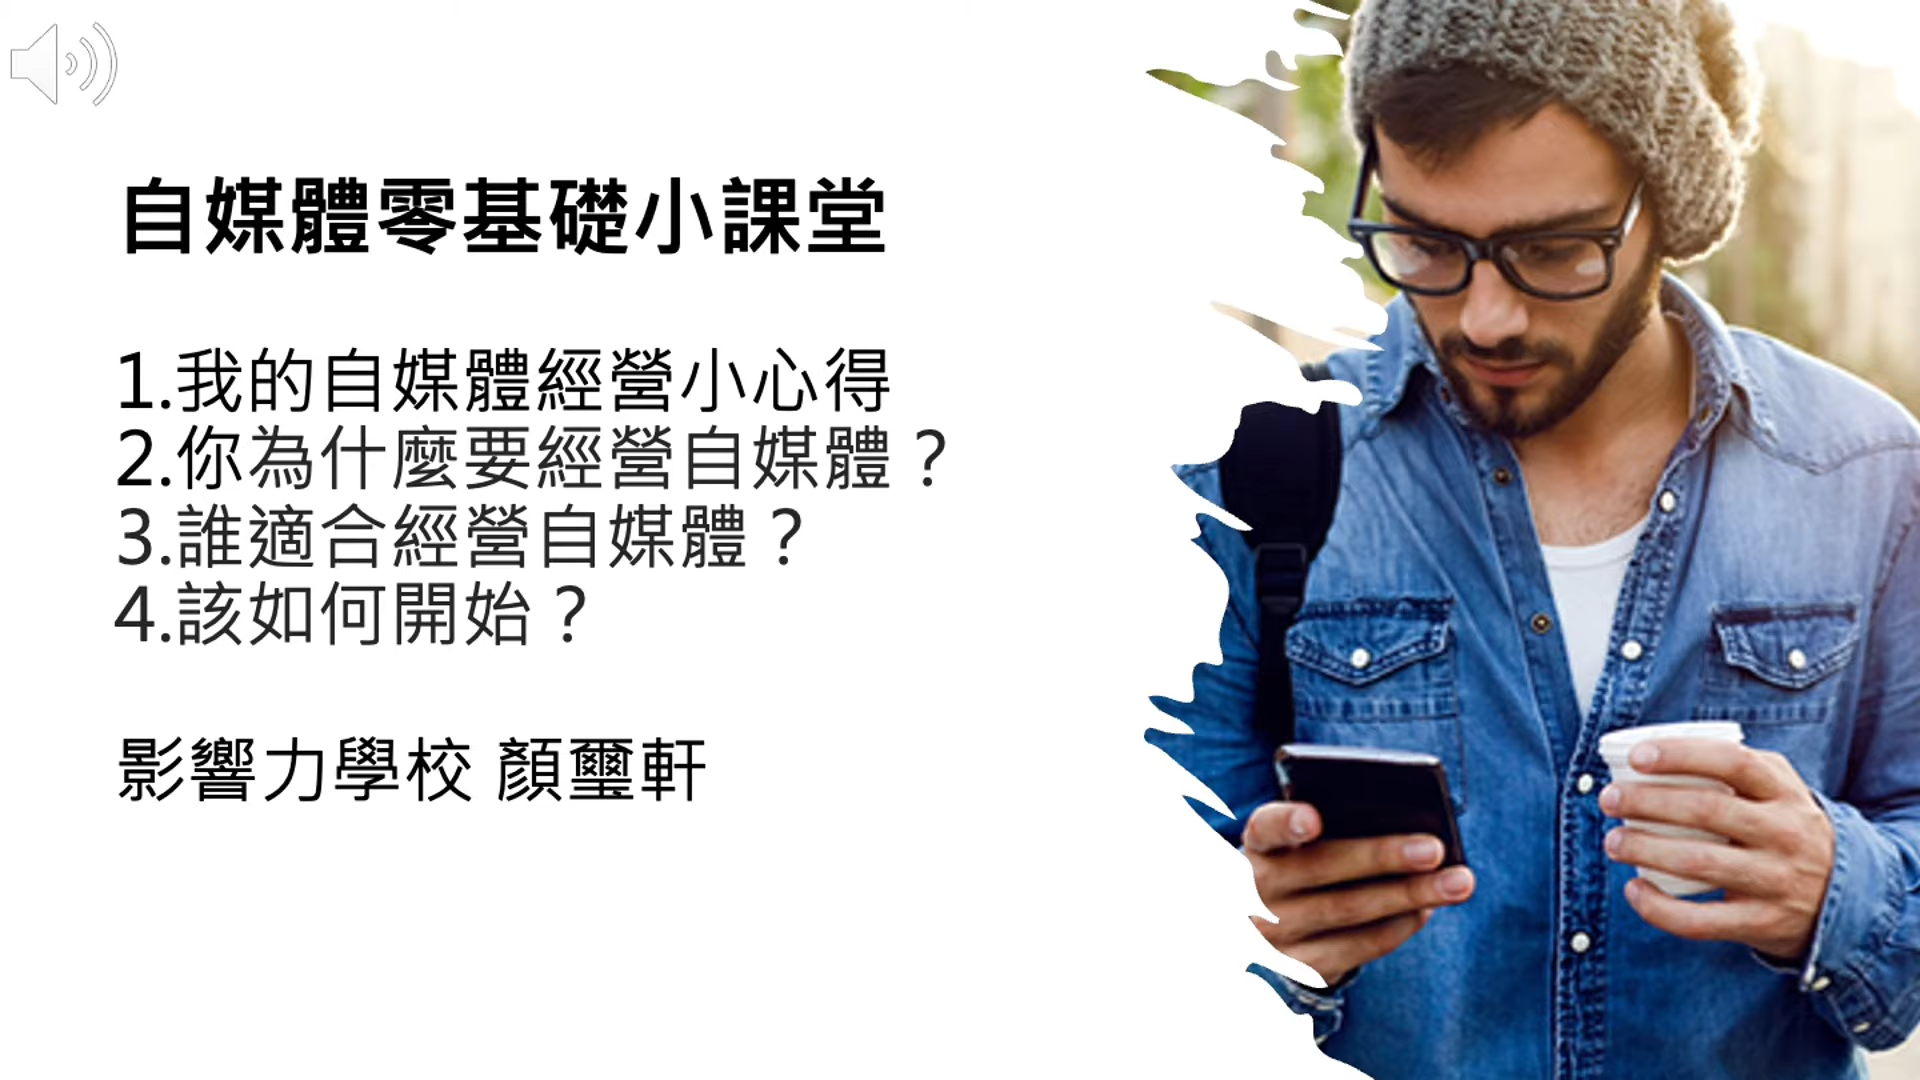 自媒體零基礎小課堂
1.我的自媒體經營小心得
2.你為什麼要經營自媒體？
3.誰適合經營自媒體？
4.該如何開始？
影響力學校 顏璽軒